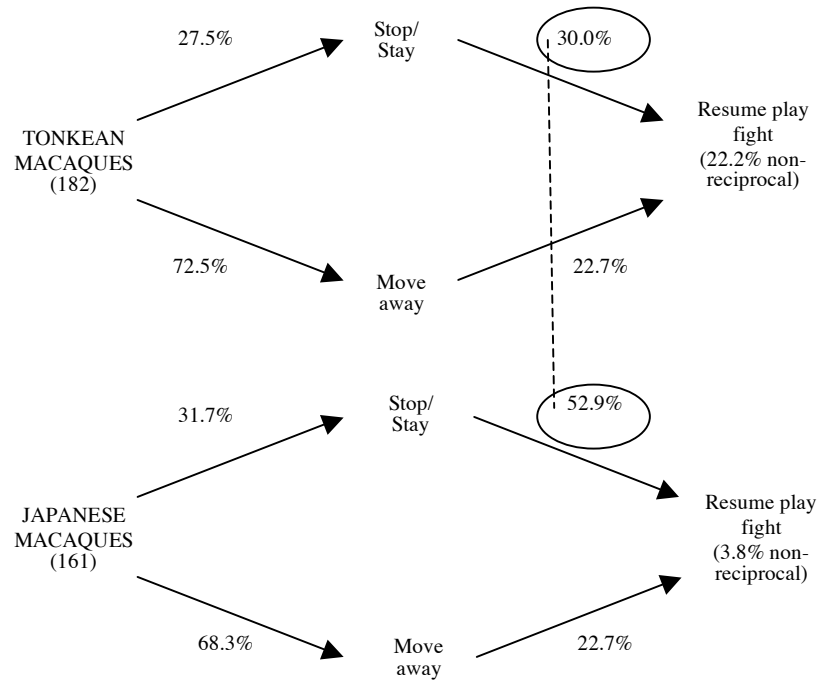 27.5%
Stop/
Stay
30.0%
TONKEAN
MACAQUES
(182)
Resume play
fight
(22.2% non-
reciprocal)
72.5%
Move
away
22.7%
31.7%
Stop/
Stay
52.9%
JAPANESE
MACAQUES
(161)
Resume play
fight
(3.8% non-
reciprocal)
68.3%
Move
away
22.7%